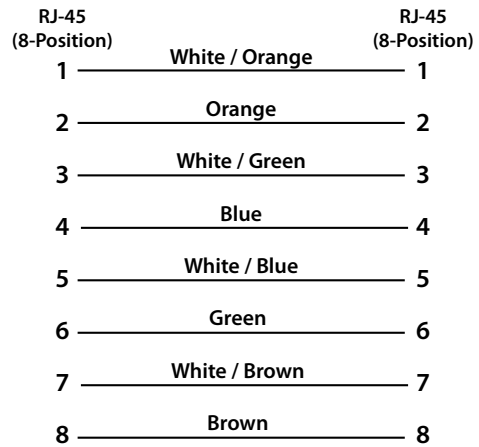 RJ-45 RJ-45
(8-Position) (8-Position)
1 White / Orange 1
2 Orange 2
3 White / Green 3
4 Blue 4
5 White / Blue 5
6 Green 6
7 White / Brown 7
8 Brown 8